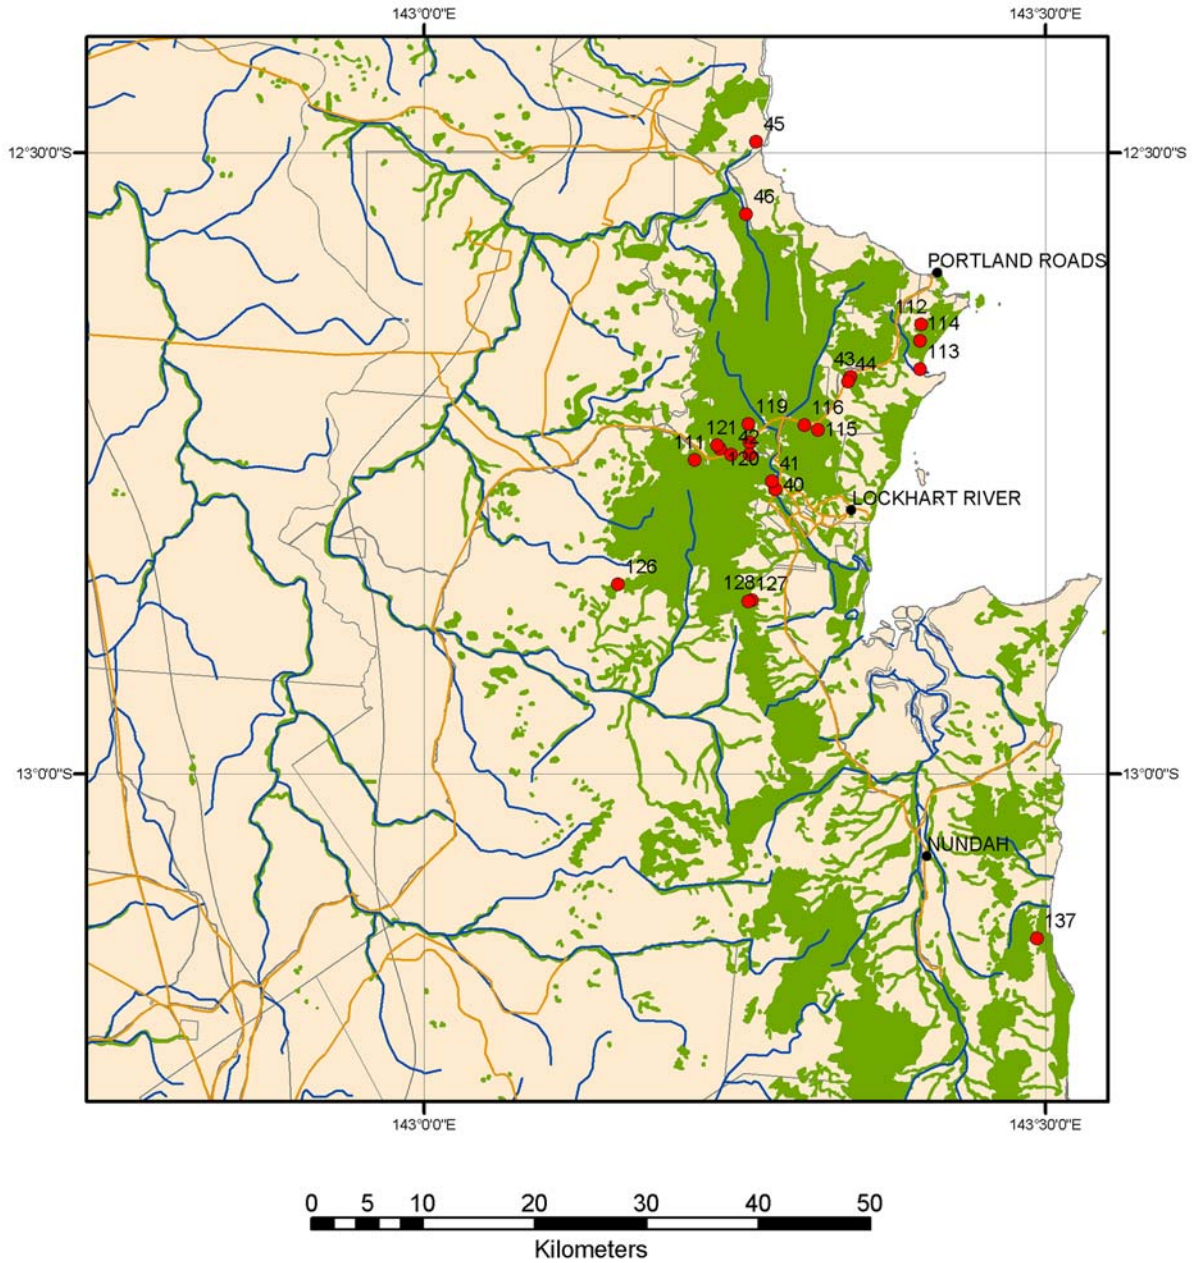 143°0'0"E 143°30'0"E
45
12°30'0"S 12°30'0"S
46
PORTLAND ROADS
112
114
113
43 44
119 116
121 42 115
111 120
41
40
LOCKHART RIVER
126
128 127
13°0'0"S 13°0'0"S
NUNDAH
137
143°0'0"E 143°30'0"E
0 5 10 20 30 40 50
Kilometers